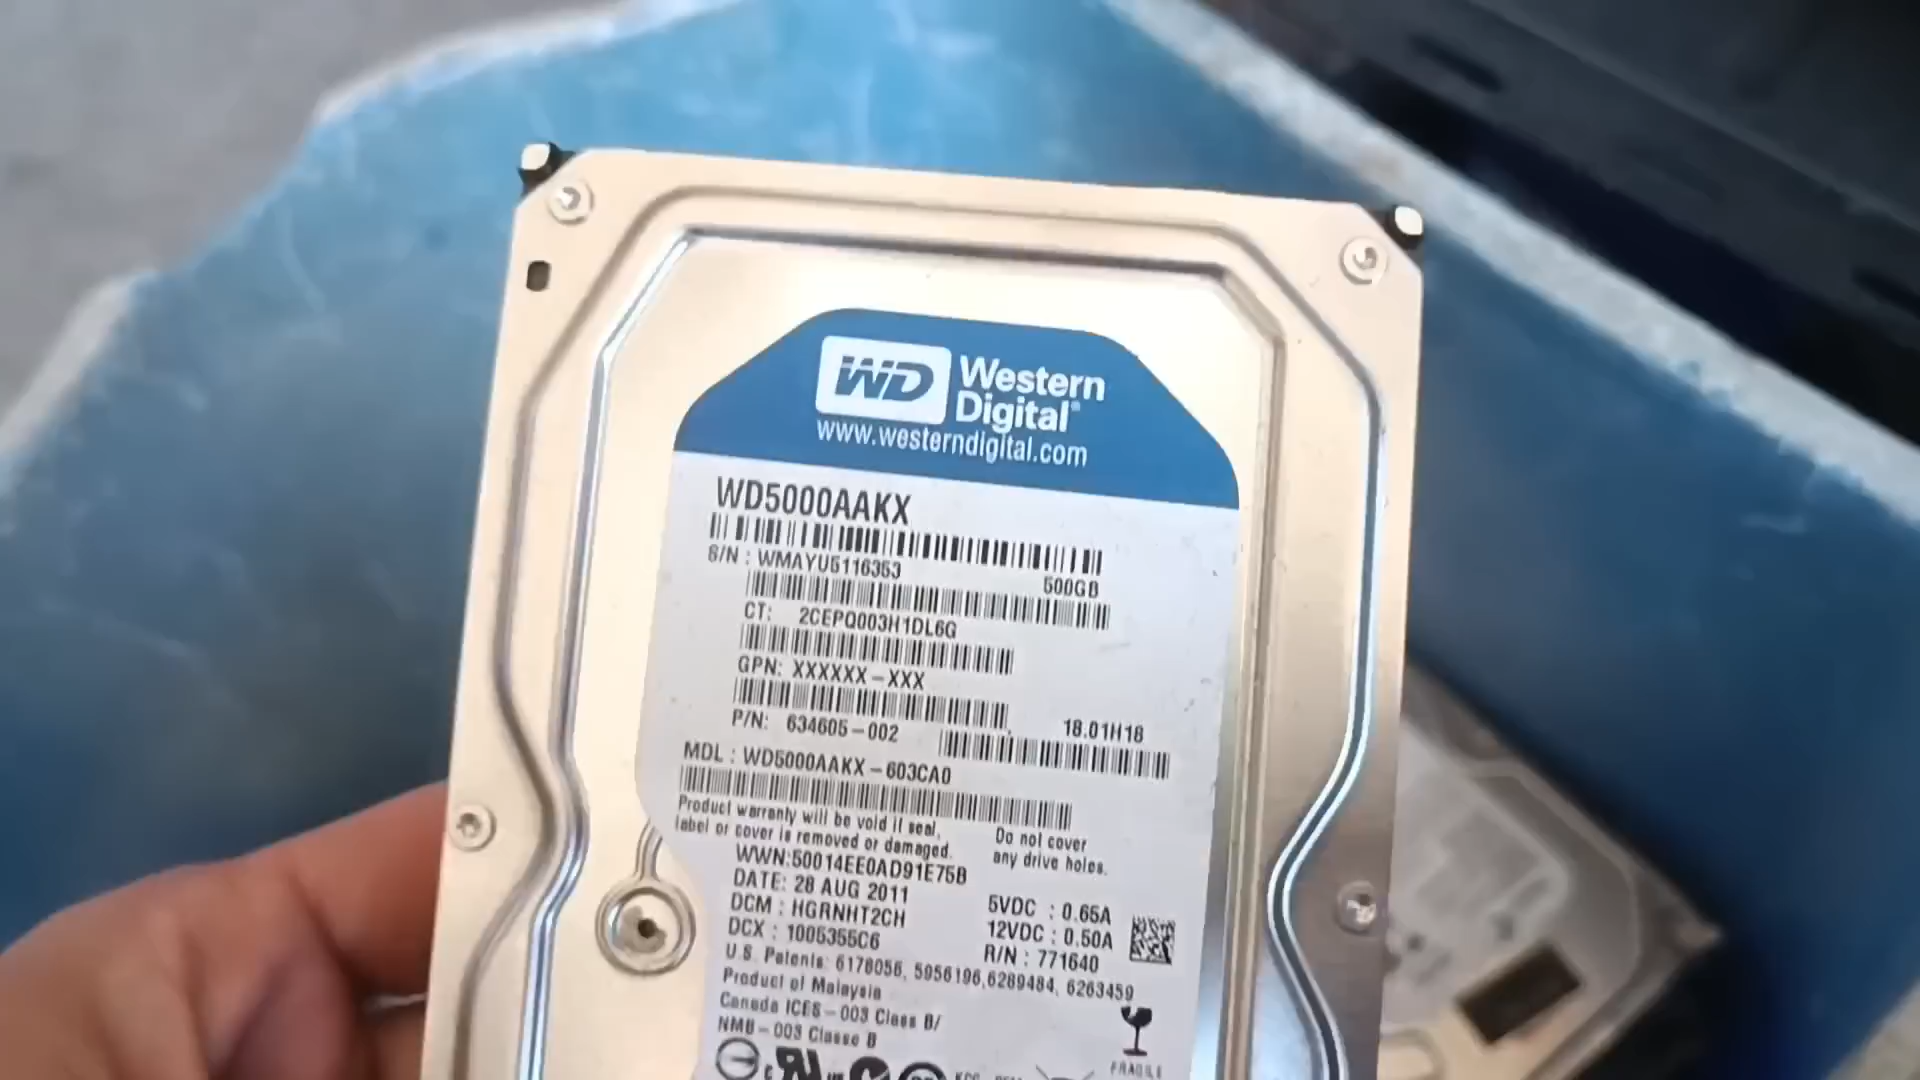 WD Western
Digital®
www.westerndigital.com
WD5000AAKX
S/N : WMAYU5116353
500GB
CT: 2CEPQ003H1DL6G
GPN: XXXXXX-XXX
P/N: 634605-002
18.01H18
MDL : WD5000AAKX-603CA0
Product warranty will be void if seal,
label or cover is removed or damaged.
Do not cover
any drive holes.
WWN:50014EE0AD91E75B
DATE: 28 AUG 2011
DCM : HGRNHT2CH
DCX : 1005355C6
5VDC : 0.65A
12VDC : 0.50A
R/N : 771640
U.S. Patents: 6178056, 5956196,6289484, 6263459
Product of Malaysia
Canada ICES-003 Class B/
NMB-003 Classe B
FRAGILE